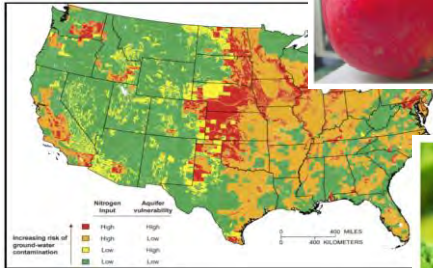 0 400 MILES
0 400 KILOMETERS
Nitrogen input Aquifer vulnerability
Increasing risk of ground-water contamination
High High
High Low
Low High
Low Low